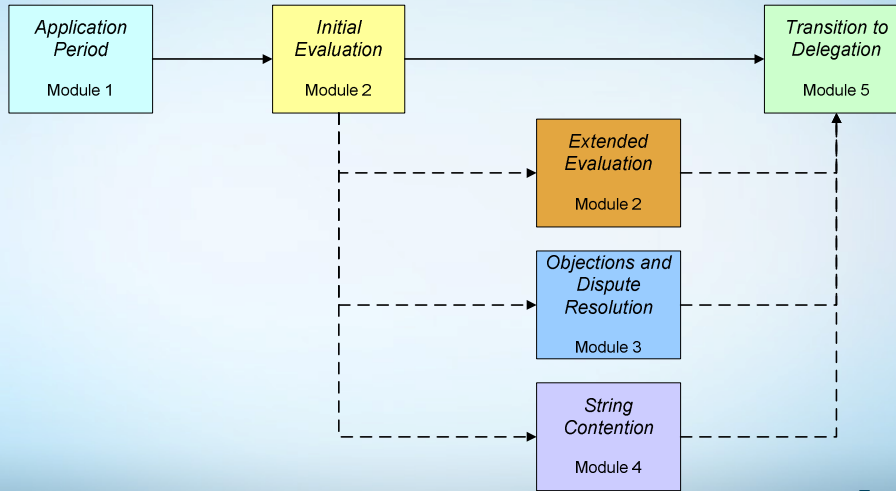 Application
Period
Module 1
Initial
Evaluation
Module 2
Transition to
Delegation
Module 5
Extended
Evaluation
Module 2
Objections and
Dispute
Resolution
Module 3
String
Contention
Module 4